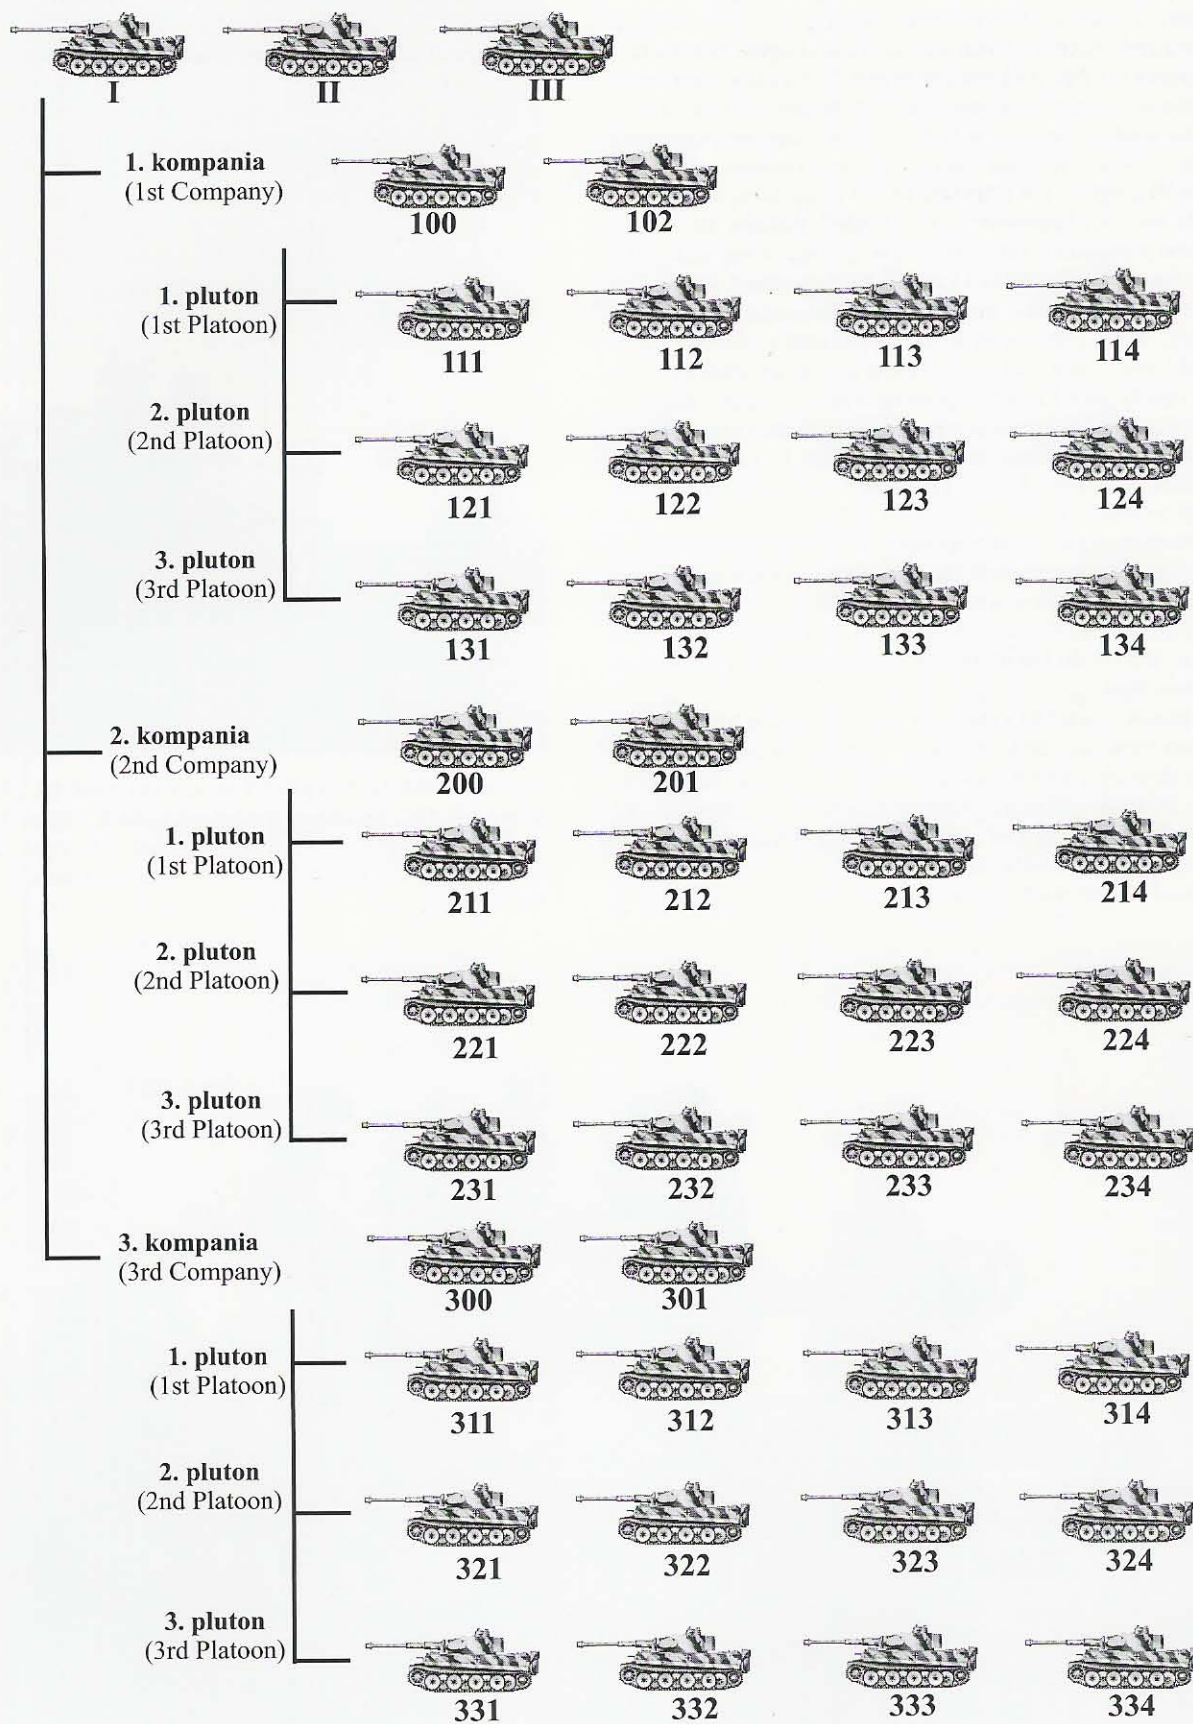 I II III
1. kompania
(1st Company)
100 102
1. pluton
(1st Platoon)
111 112 113 114
2. pluton
(2nd Platoon)
121 122 123 124
3. pluton
(3rd Platoon)
131 132 133 134
2. kompania
(2nd Company)
200 201
1. pluton
(1st Platoon)
211 212 213 214
2. pluton
(2nd Platoon)
221 222 223 224
3. pluton
(3rd Platoon)
231 232 233 234
3. kompania
(3rd Company)
300 301
1. pluton
(1st Platoon)
311 312 313 314
2. pluton
(2nd Platoon)
321 322 323 324
3. pluton
(3rd Platoon)
331 332 333 334